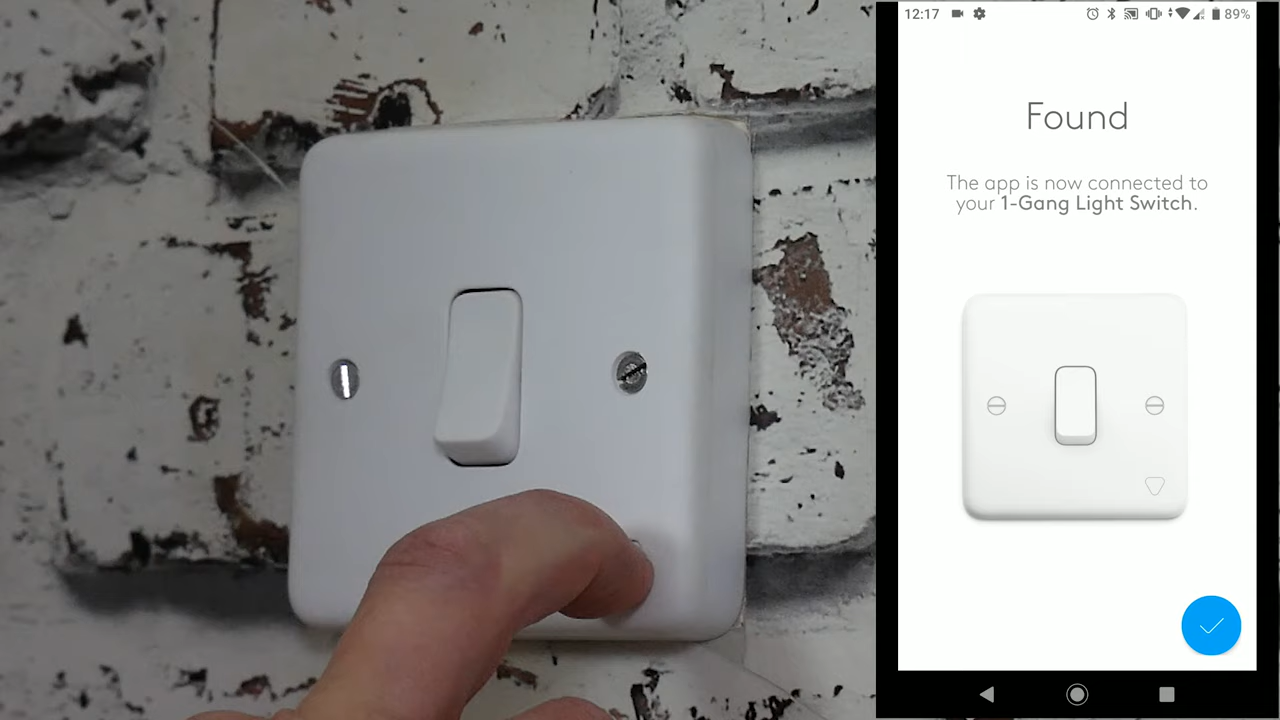 12:17 89%
Found
The app is now connected to
your 1-Gang Light Switch.